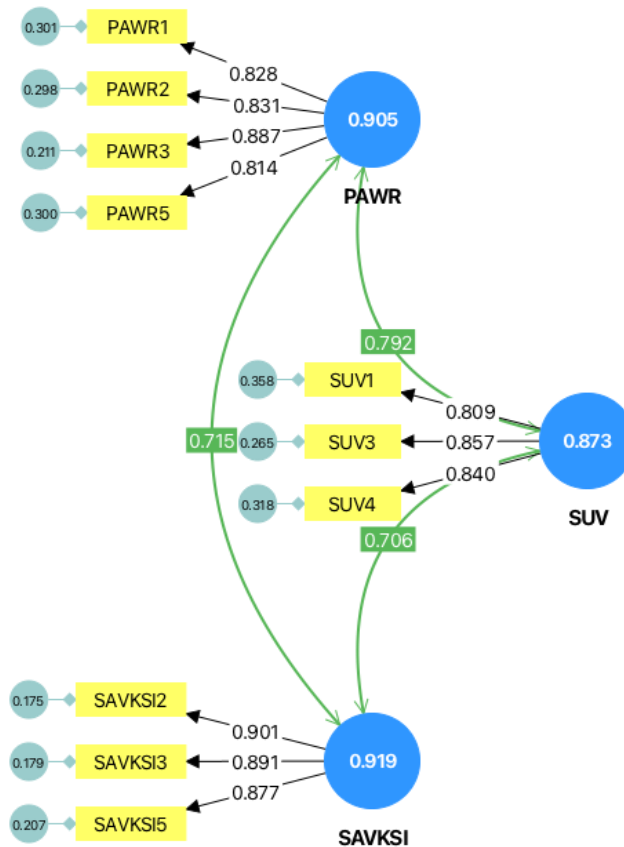 0.301 PAWR1
0.828
0.298 PAWR2
0.831
0.905
0.211 PAWR3
0.887
0.300 PAWR5
0.814
PAWR
0.792
0.358 SUV1
0.809
0.715
0.265 SUV3
0.857
0.873
0.318 SUV4
0.840
SUV
0.706
0.175 SAVKSI2
0.901
0.179 SAVKSI3
0.891
0.919
0.207 SAVKSI5
0.877
SAVKSI